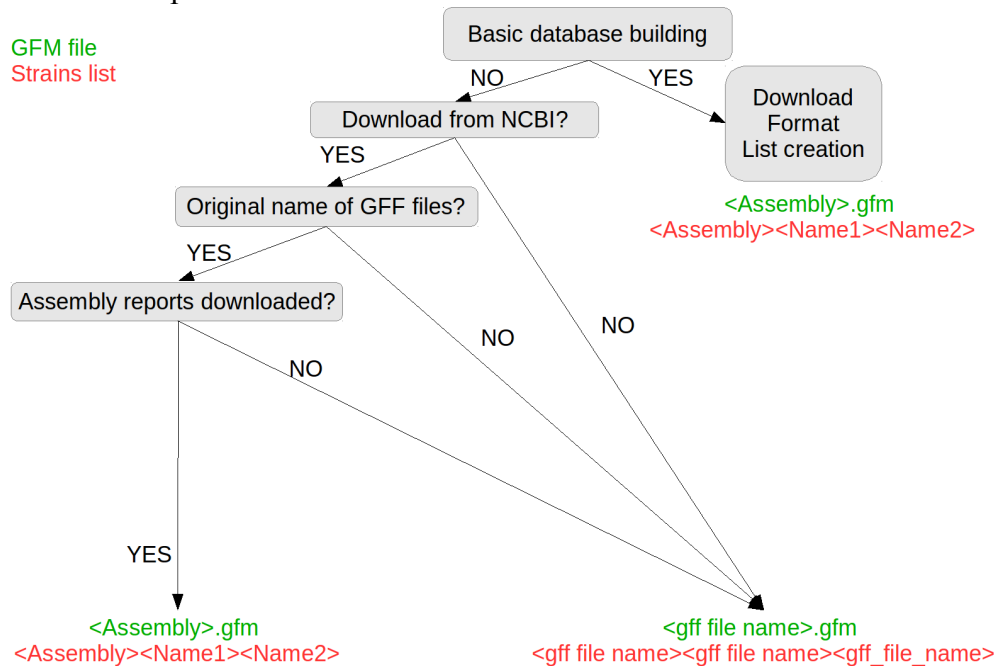 Basic database building
GFM file
Strains list
NO
YES
Download
Format
List creation
Download from NCBI?
YES
<Assembly>.gfm
<Assembly><Name1><Name2>
Original name of GFF files?
YES
Assembly reports downloaded?
NO
NO
NO
YES
<Assembly>.gfm
<Assembly><Name1><Name2>
<gff file name>.gfm
<gff file name><gff file name><gff_file_name>